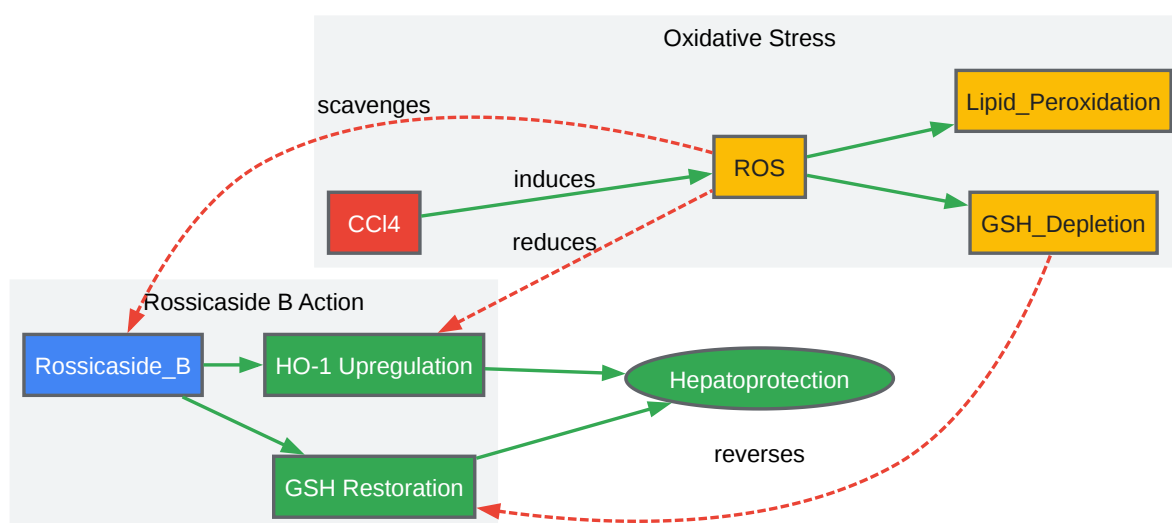 Oxidative Stress
scavenges
Lipid_Peroxidation
ROS
induces
CCl4
GSH_Depletion
reduces
Rossicaside B Action
Rossicaside_B
HO-1 Upregulation
Hepatoprotection
reverses
GSH Restoration